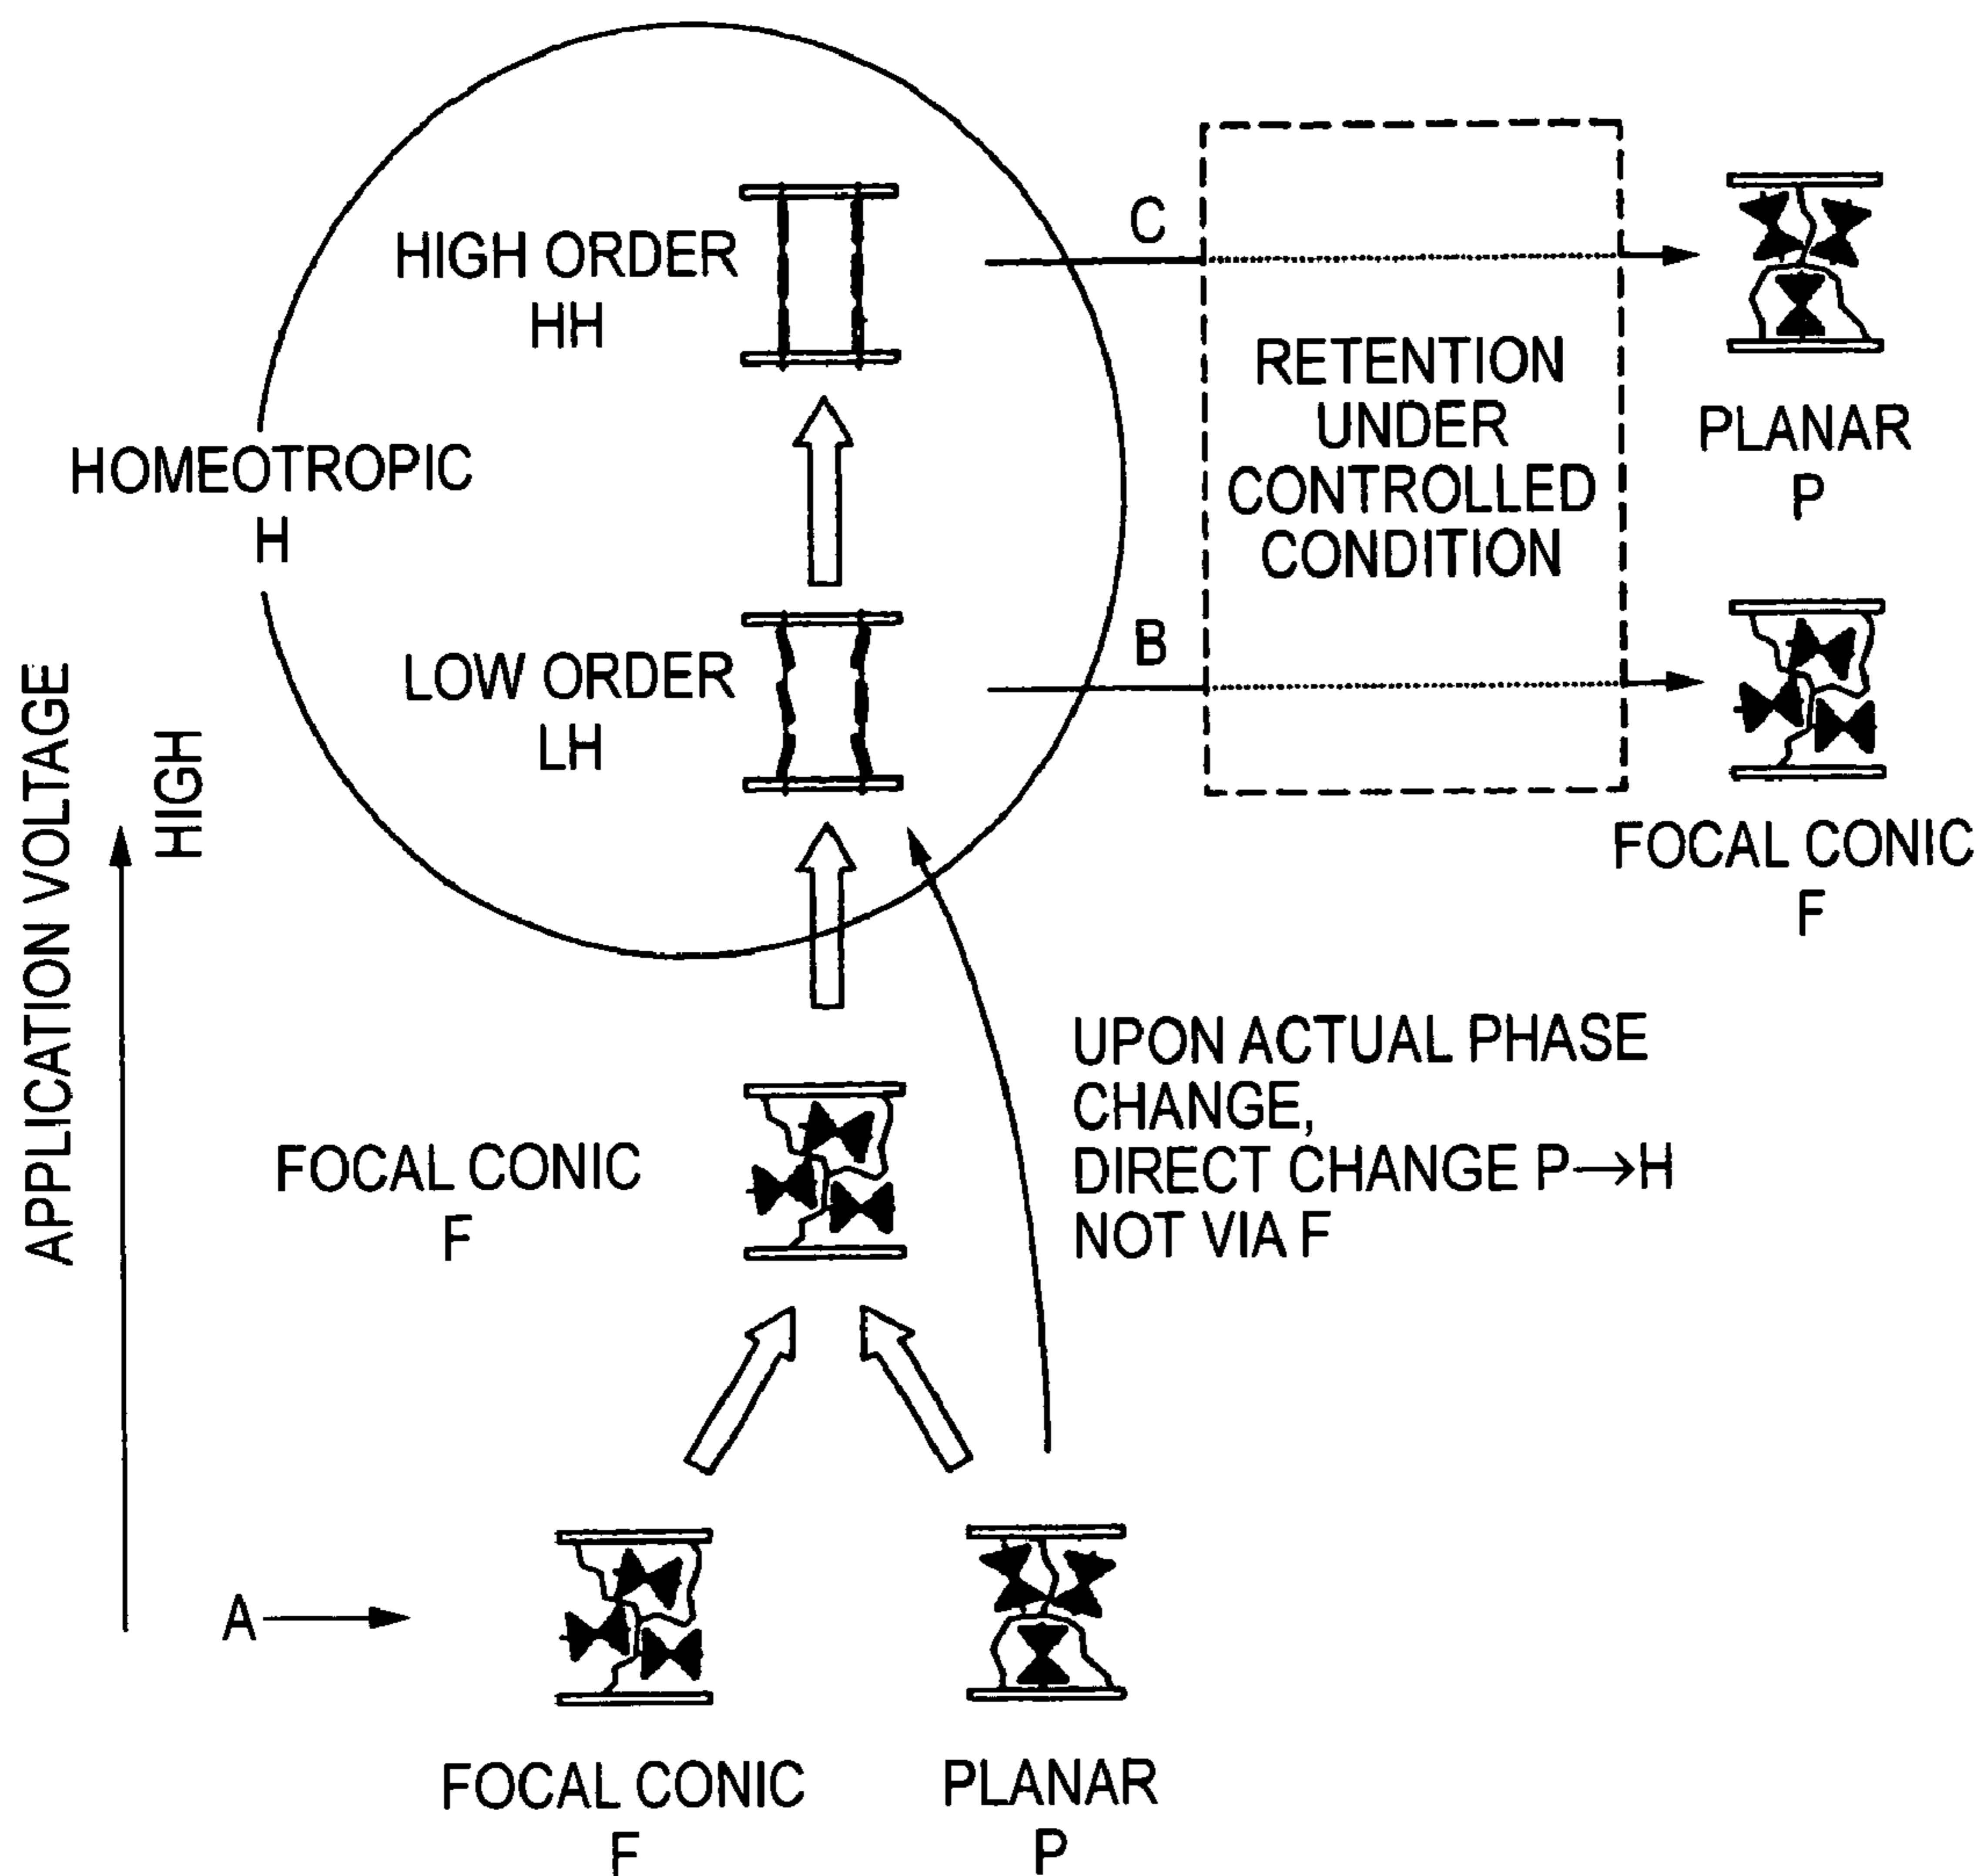 HIGH ORDER
HH
C
RETENTION
UNDER
CONTROLLED
CONDITION
PLANAR
P
HOMEOTROPIC
H
LOW ORDER
LH
B
FOCAL CONIC
F
APPLICATION VOLTAGE
HIGH
FOCAL CONIC
F
UPON ACTUAL PHASE
CHANGE,
DIRECT CHANGE P→H
NOT VIA F
A
FOCAL CONIC
F
PLANAR
P